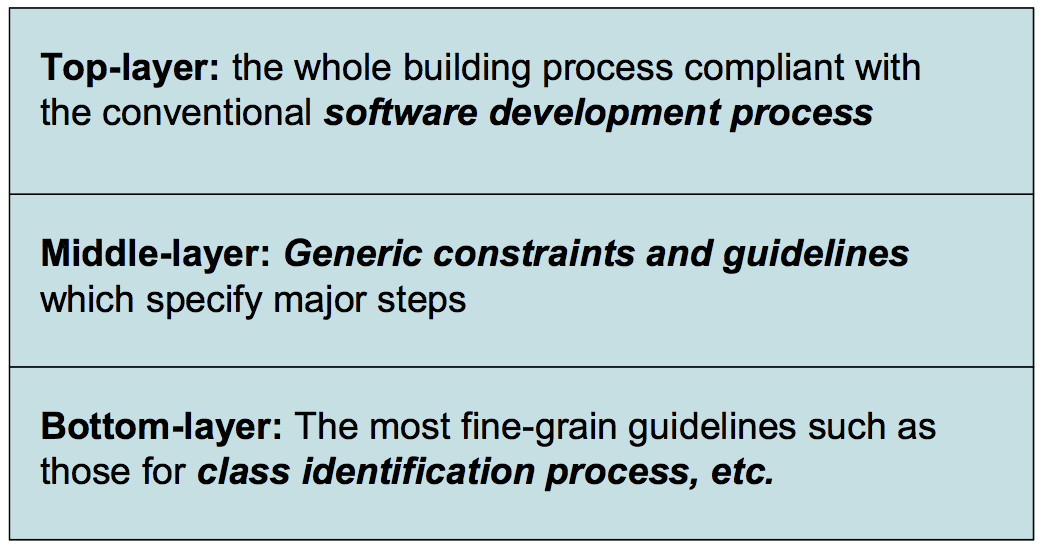 Top-layer: the whole building process compliant with
the conventional software development process
Middle-layer: Generic constraints and guidelines
which specify major steps
Bottom-layer: The most fine-grain guidelines such as
those for class identification process, etc.